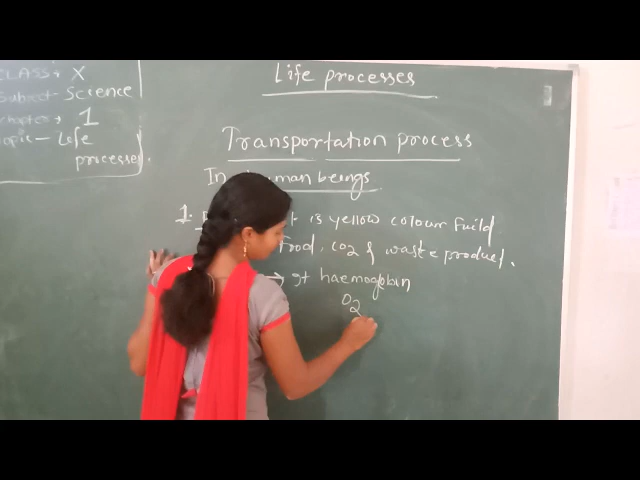 CLASS, X
Subject - Science
Chapter, 1
Topic - Life
processes.
Life processes
Transportation process
In human beings
1. is yellow colour Fuild
Food, CO2 & waste product.
→ gt haemoglobin
O2